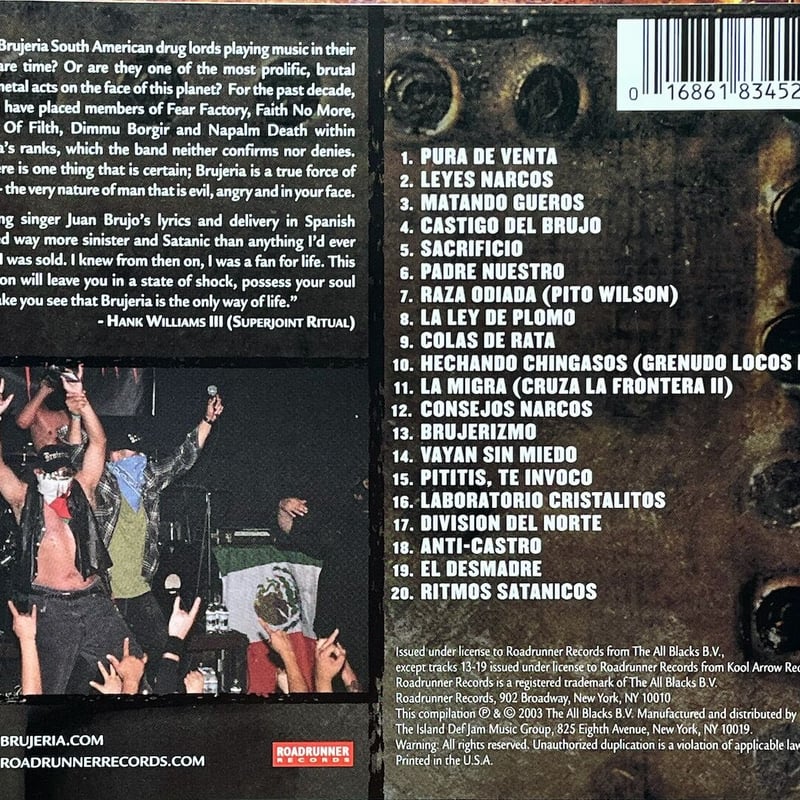 Brujeria South American drug lords playing music in their
are time? Or are they one of the most prolific, brutal
metal acts on the face of this planet? For the past decade,
have placed members of Fear Factory, Faith No More,
Of Filth, Dimmu Borgir and Napalm Death within
's ranks, which the band neither confirms nor denies.
ere is one thing that is certain; Brujeria is a true force of
- the very nature of man that is evil, angry and in your face.
ng singer Juan Brujo's lyrics and delivery in Spanish
ed way more sinister and Satanic than anything I'd ever
I was sold. I knew from then on, I was a fan for life. This
on will leave you in a state of shock, possess your soul
ake you see that Brujeria is the only way of life."
- Hank Williams III (Superjoint Ritual)
BRUJERIA.COM
ROADRUNNERRECORDS.COM
ROADRUNNER
RECORDS
0 16861 83452
1. PURA DE VENTA
2. LEYES NARCOS
3. MATANDO GUEROS
4. CASTIGO DEL BRUJO
5. SACRIFICIO
6. PADRE NUESTRO
7. RAZA ODIADA (PITO WILSON)
8. LA LEY DE PLOMO
9. COLAS DE RATA
10. HECHANDO CHINGASOS (GRENUDO LOCOS
11. LA MIGRA (CRUZA LA FRONTERA II)
12. CONSEJOS NARCOS
13. BRUJERIZMO
14. VAYAN SIN MIEDO
15. PITITIS, TE INVOCO
16. LABORATORIO CRISTALITOS
17. DIVISION DEL NORTE
18. ANTI-CASTRO
19. EL DESMADRE
20. RITMOS SATANICOS
Issued under license to Roadrunner Records from The All Blacks B.V.,
except tracks 13-19 issued under license to Roadrunner Records from Kool Arrow Rec
Roadrunner Records is a registered trademark of The All Blacks B.V.
Roadrunner Records, 902 Broadway, New York, NY 10010
This compilation ℗ & © 2003 The All Blacks B.V. Manufactured and distributed by
The Island Def Jam Music Group, 825 Eighth Avenue, New York, NY 10019.
Warning: All rights reserved. Unauthorized duplication is a violation of applicable law
Printed in the U.S.A.